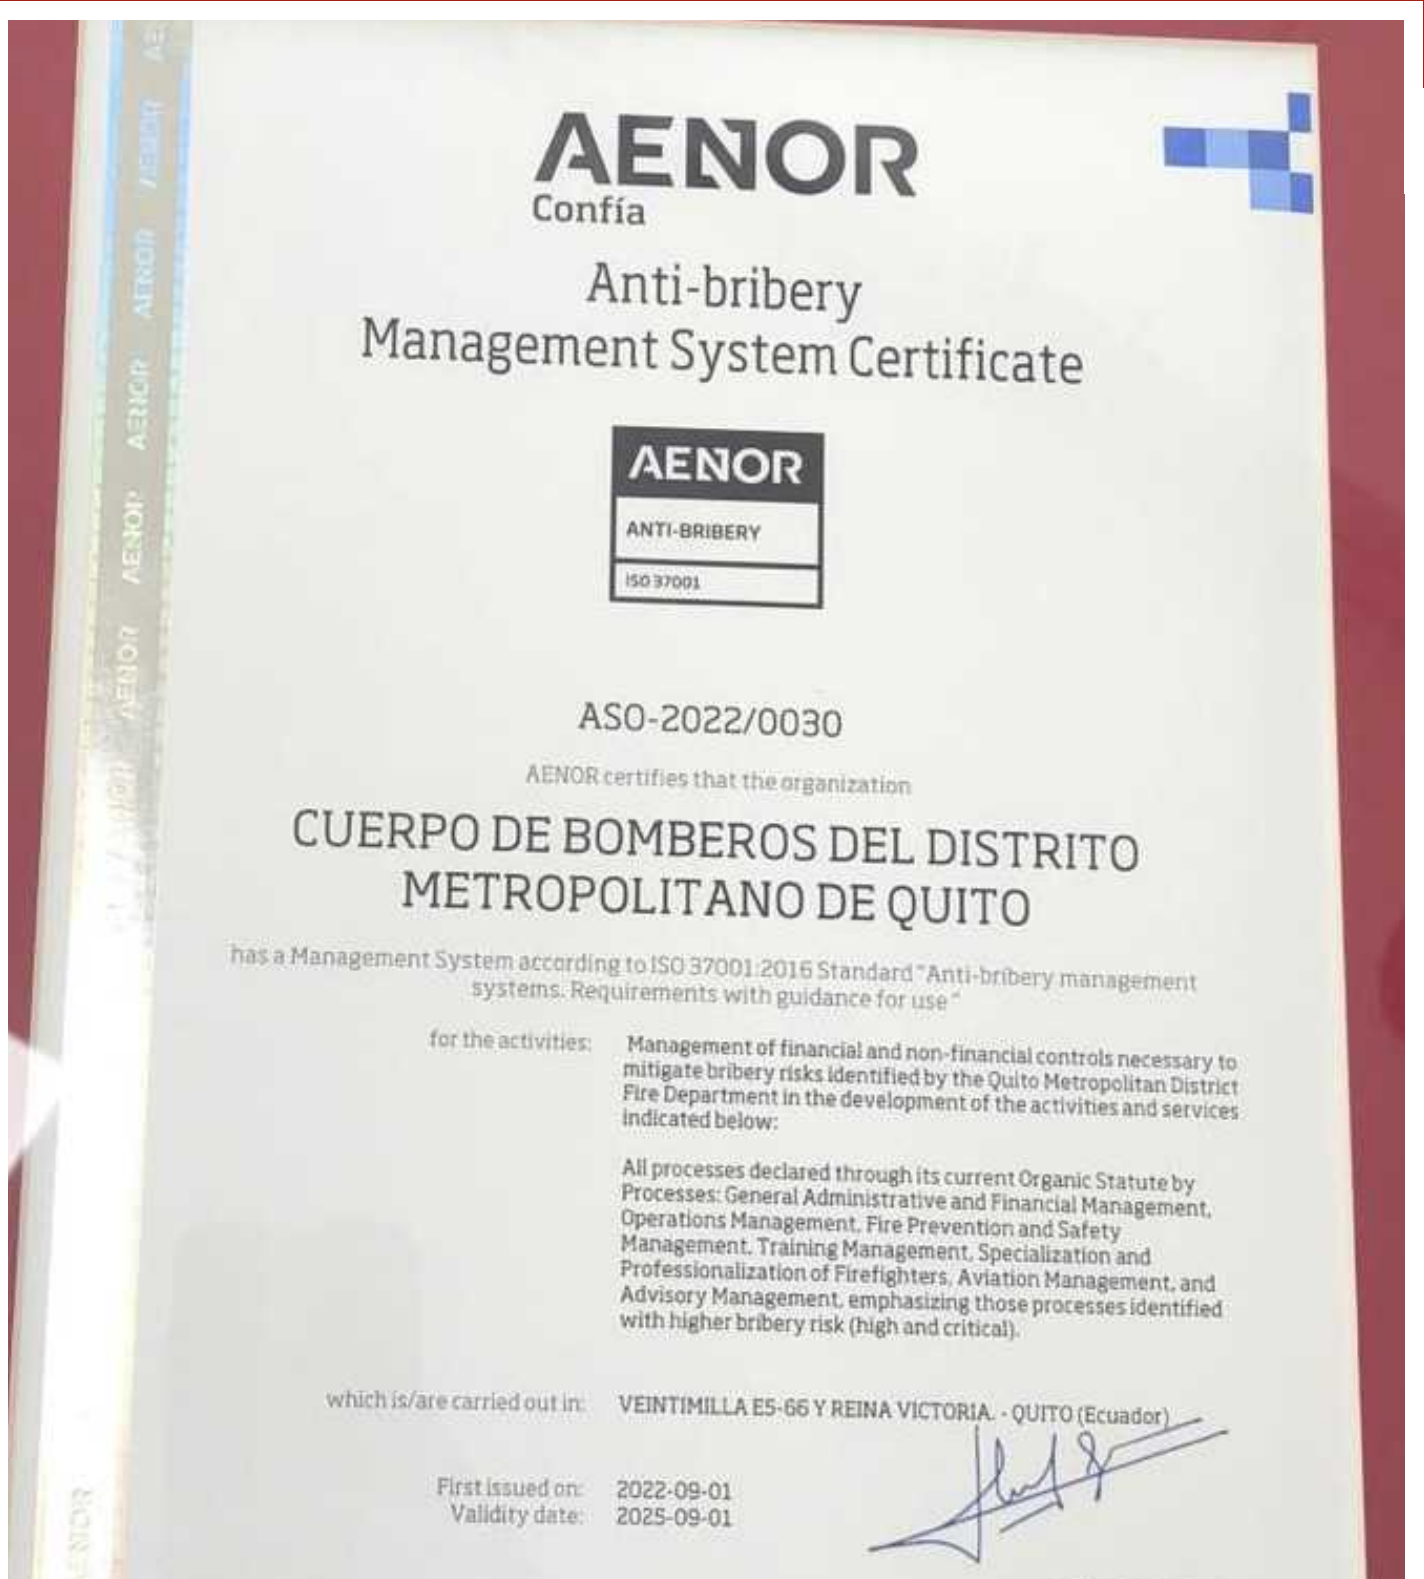 AENOR
Confía
Anti-bribery
Management System Certificate
AENOR
ANTI-BRIBERY
ISO 37001
ASO-2022/0030
AENOR certifies that the organization
CUERPO DE BOMBEROS DEL DISTRITO
METROPOLITANO DE QUITO
has a Management System according to ISO 37001:2016 Standard "Anti-bribery management
systems. Requirements with guidance for use"
for the activities:
Management of financial and non-financial controls necessary to
mitigate bribery risks identified by the Quito Metropolitan District
Fire Department in the development of the activities and services
indicated below:
All processes declared through its current Organic Statute by
Processes: General Administrative and Financial Management,
Operations Management, Fire Prevention and Safety
Management, Training Management, Specialization and
Professionalization of Firefighters, Aviation Management, and
Advisory Management, emphasizing those processes identified
with higher bribery risk (high and critical).
which is/are carried out in: VEINTIMILLA E5-66 Y REINA VICTORIA. - QUITO (Ecuador)
First issued on: 2022-09-01
Validity date: 2025-09-01
AENOR
AENOR
AENOR
AENOR
AENOR
AENOR
AENOR